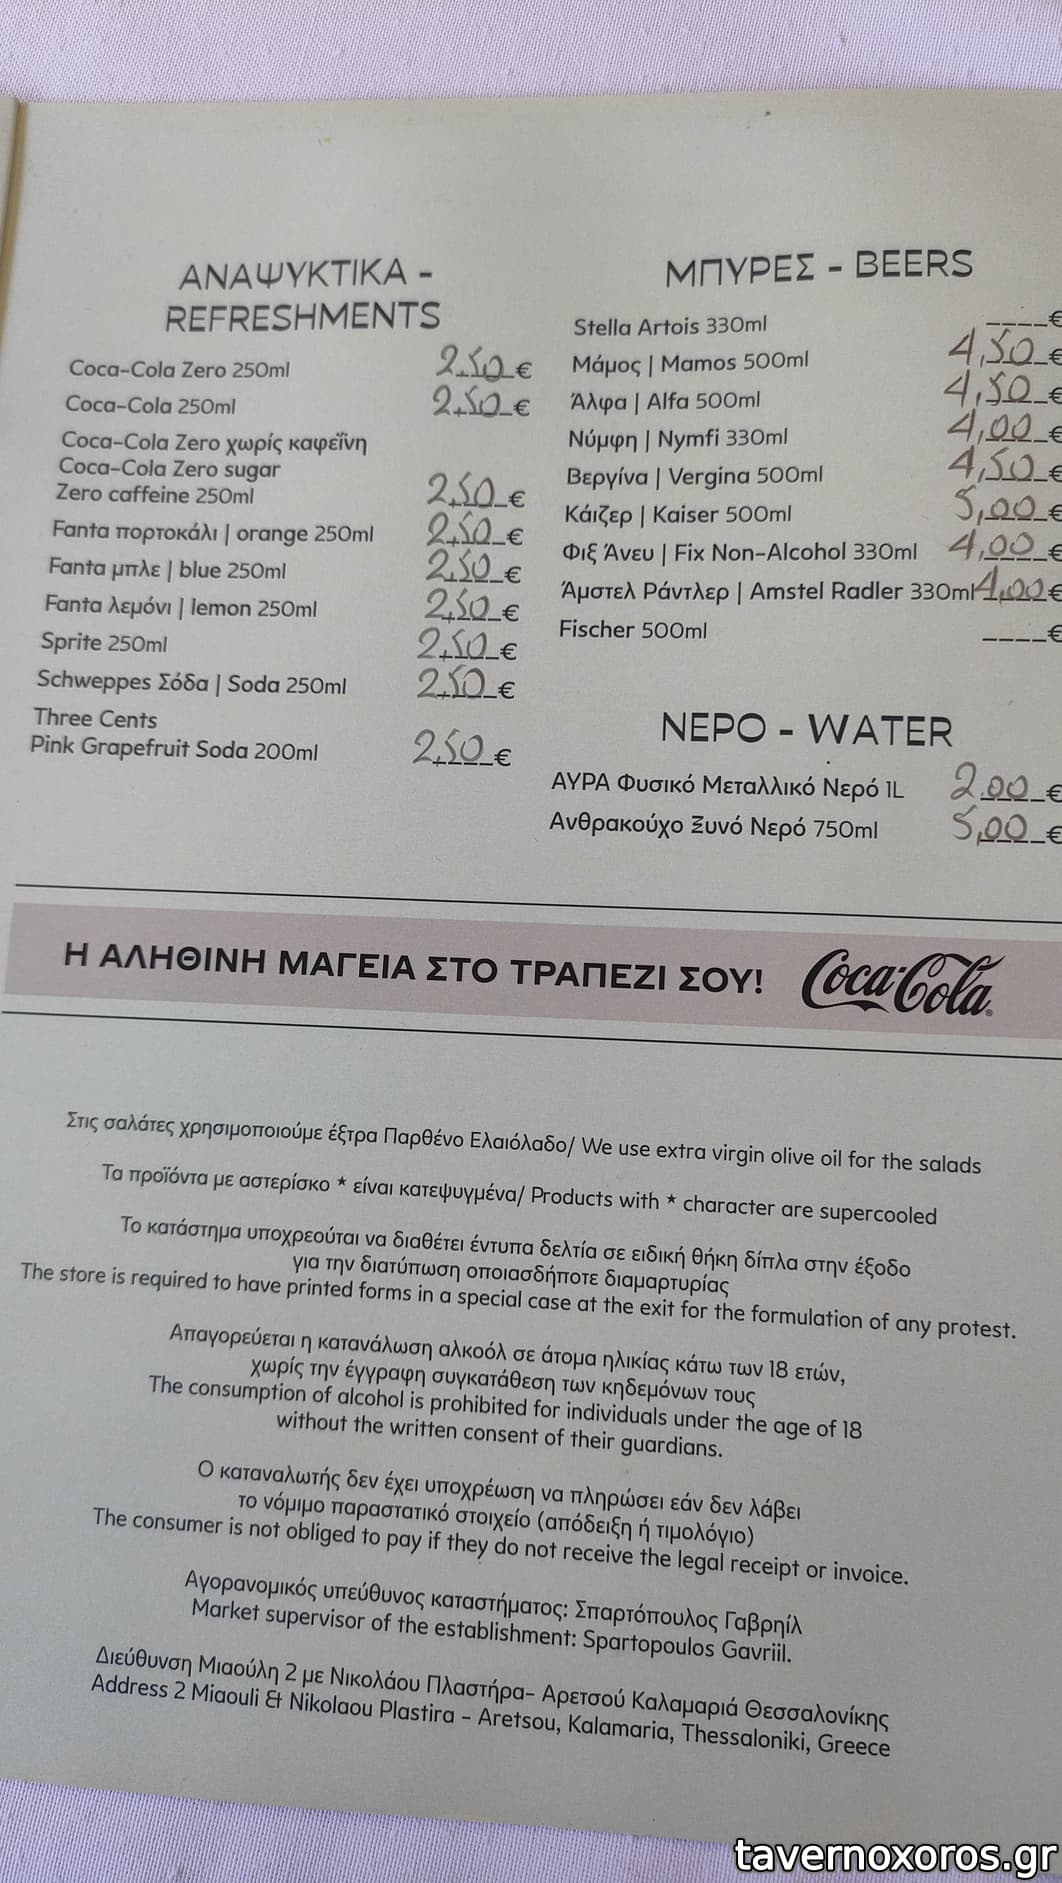 ΑΝΑΨΥΚΤΙΚΑ -
REFRESHMENTS
Coca-Cola Zero 250ml 2.50 €
Coca-Cola 250ml 2.50 €
Coca-Cola Zero χωρίς καφεΐνη
Coca-Cola Zero sugar
Zero caffeine 250ml 2.50 €
Fanta πορτοκάλι | orange 250ml 2.50 €
Fanta μπλε | blue 250ml 2.50 €
Fanta λεμόνι | lemon 250ml 2.50 €
Sprite 250ml 2.50 €
Schweppes Σόδα | Soda 250ml 2.50 €
Three Cents
Pink Grapefruit Soda 200ml 2.50 €
ΜΠΥΡΕΣ - BEERS
Stella Artois 330ml ____€
Μάμος | Mamos 500ml 4,50 €
Άλφα | Alfa 500ml 4,50 €
Νύμφη | Nymfi 330ml 4,00 €
Βεργίνα | Vergina 500ml 4,50 €
Κάιζερ | Kaiser 500ml 5,00 €
Φιξ Άνευ | Fix Non-Alcohol 330ml 4,00 €
Άμστελ Ράντλερ | Amstel Radler 330ml 4,00 €
Fischer 500ml ____€
ΝΕΡΟ - WATER
ΑΥΡΑ Φυσικό Μεταλλικό Νερό 1L 2.00 €
Ανθρακούχο Ξυνό Νερό 750ml 5,00 €
Η ΑΛΗΘΙΝΗ ΜΑΓΕΙΑ ΣΤΟ ΤΡΑΠΕΖΙ ΣΟΥ! Coca-Cola®
Στις σαλάτες χρησιμοποιούμε έξτρα Παρθένο Ελαιόλαδο/ We use extra virgin olive oil for the salads
Τα προϊόντα με αστερίσκο * είναι κατεψυγμένα/ Products with * character are supercooled
Το κατάστημα υποχρεούται να διαθέτει έντυπα δελτία σε ειδική θήκη δίπλα στην έξοδο
για την διατύπωση οποιασδήποτε διαμαρτυρίας
The store is required to have printed forms in a special case at the exit for the formulation of any protest.
Απαγορεύεται η κατανάλωση αλκοόλ σε άτομα ηλικίας κάτω των 18 ετών,
χωρίς την έγγραφη συγκατάθεση των κηδεμόνων τους
The consumption of alcohol is prohibited for individuals under the age of 18
without the written consent of their guardians.
Ο καταναλωτής δεν έχει υποχρέωση να πληρώσει εάν δεν λάβει
το νόμιμο παραστατικό στοιχείο (απόδειξη ή τιμολόγιο)
The consumer is not obliged to pay if they do not receive the legal receipt or invoice.
Αγορανομικός υπεύθυνος καταστήματος: Σπαρτόπουλος Γαβρηίλ
Market supervisor of the establishment: Spartopoulos Gavriil.
Διεύθυνση Μιαούλη 2 με Νικολάου Πλαστήρα- Αρετσού Καλαμαριά Θεσσαλονίκης
Address 2 Miaouli & Nikolaou Plastira - Aretsou, Kalamaria, Thessaloniki, Greece
tavernoxoros.gr